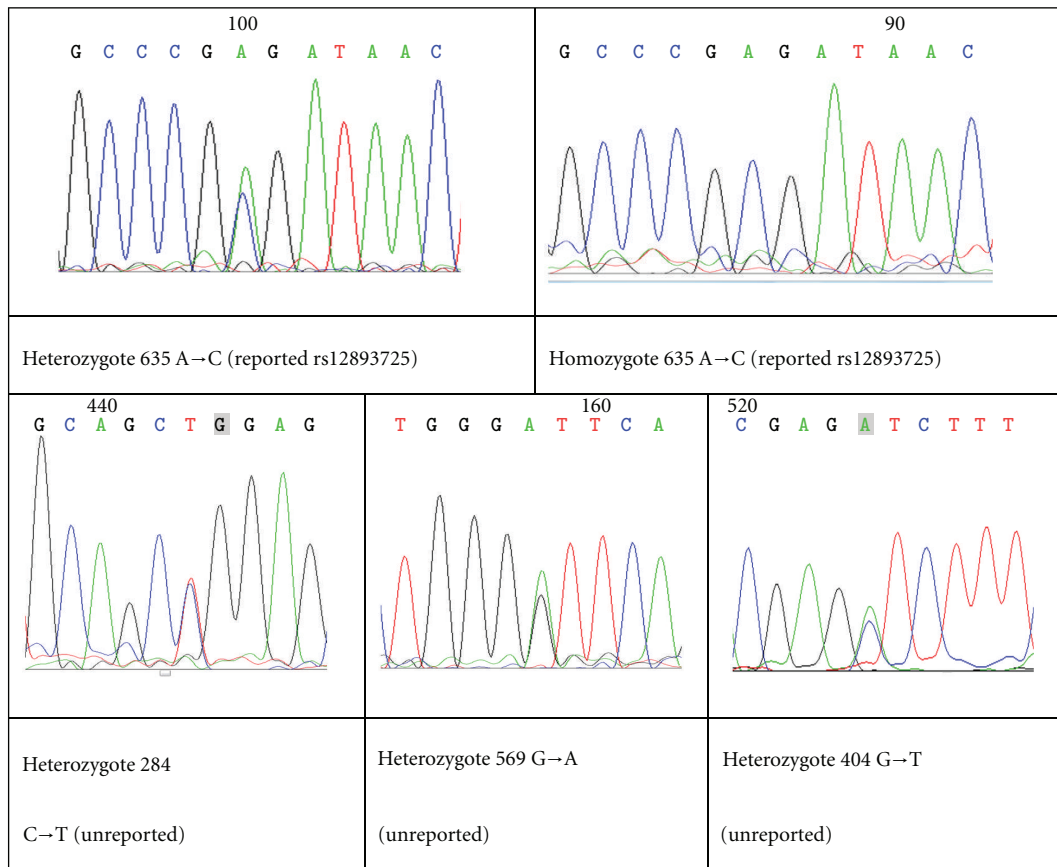 100
G C C C G A G A T A A C
Heterozygote 635 A→C (reported rs12893725)
90
G C C C G A G A T A A C
Homozygote 635 A→C (reported rs12893725)
440
G C A G C T G G A G
Heterozygote 284
C→T (unreported)
160
T G G G A T T C A
Heterozygote 569 G→A
(unreported)
520
C G A G A T C T T T
Heterozygote 404 G→T
(unreported)